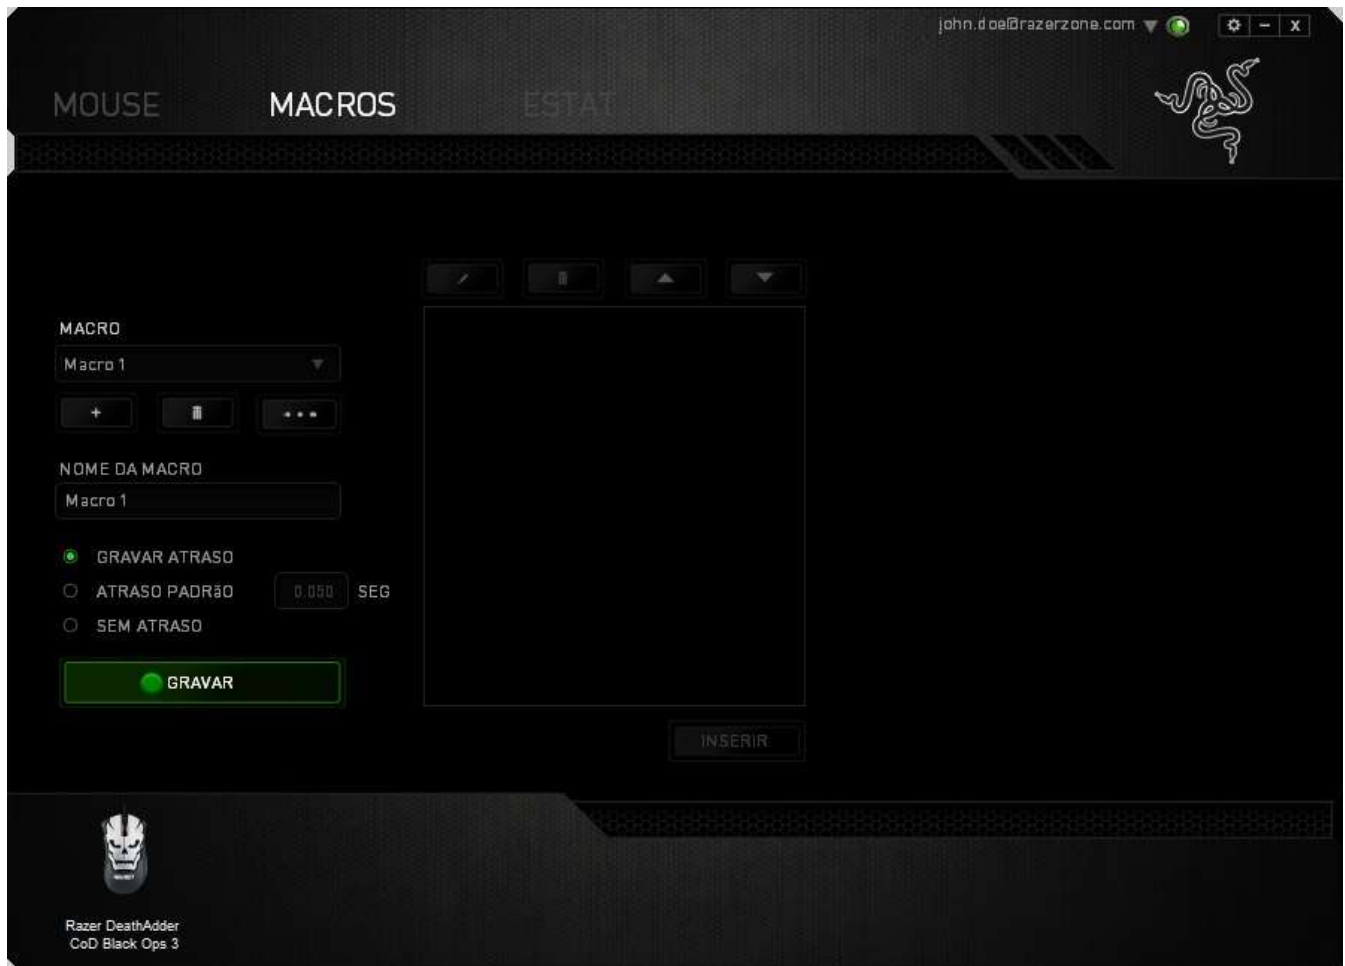 john.doe@razerzone.com
MOUSE MACROS ESTAT
MACRO
Macro 1
NOME DA MACRO
Macro 1
GRAVAR ATRASO
ATRASO PADRãO 0.050 SEG
SEM ATRASO
GRAVAR
INSERIR
Razer DeathAdder
CoD Black Ops 3